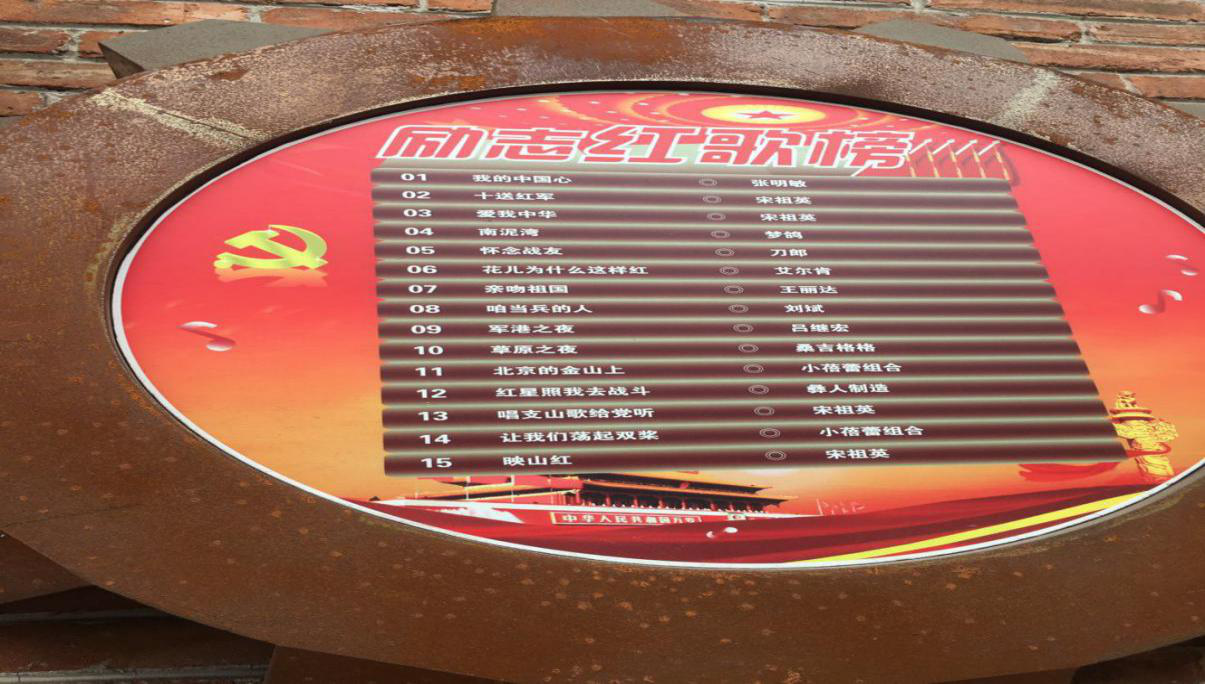 励志红歌榜
01 我的中国心 ◎ 张明敏
02 十送红军 ◎ 宋祖英
03 爱我中华 ◎ 宋祖英
04 南泥湾 ◎ 梦鸽
05 怀念战友 ◎ 刀郎
06 花儿为什么这样红 ◎ 艾尔肯
07 亲吻祖国 ◎ 王丽达
08 咱当兵的人 ◎ 刘斌
09 军港之夜 ◎ 吕继宏
10 草原之夜 ◎ 桑吉格格
11 北京的金山上 ◎ 小蓓蕾组合
12 红星照我去战斗 ◎ 彝人制造
13 唱支山歌给党听 ◎ 宋祖英
14 让我们荡起双桨 ◎ 小蓓蕾组合
15 映山红 ◎ 宋祖英
中华人民共和国万岁